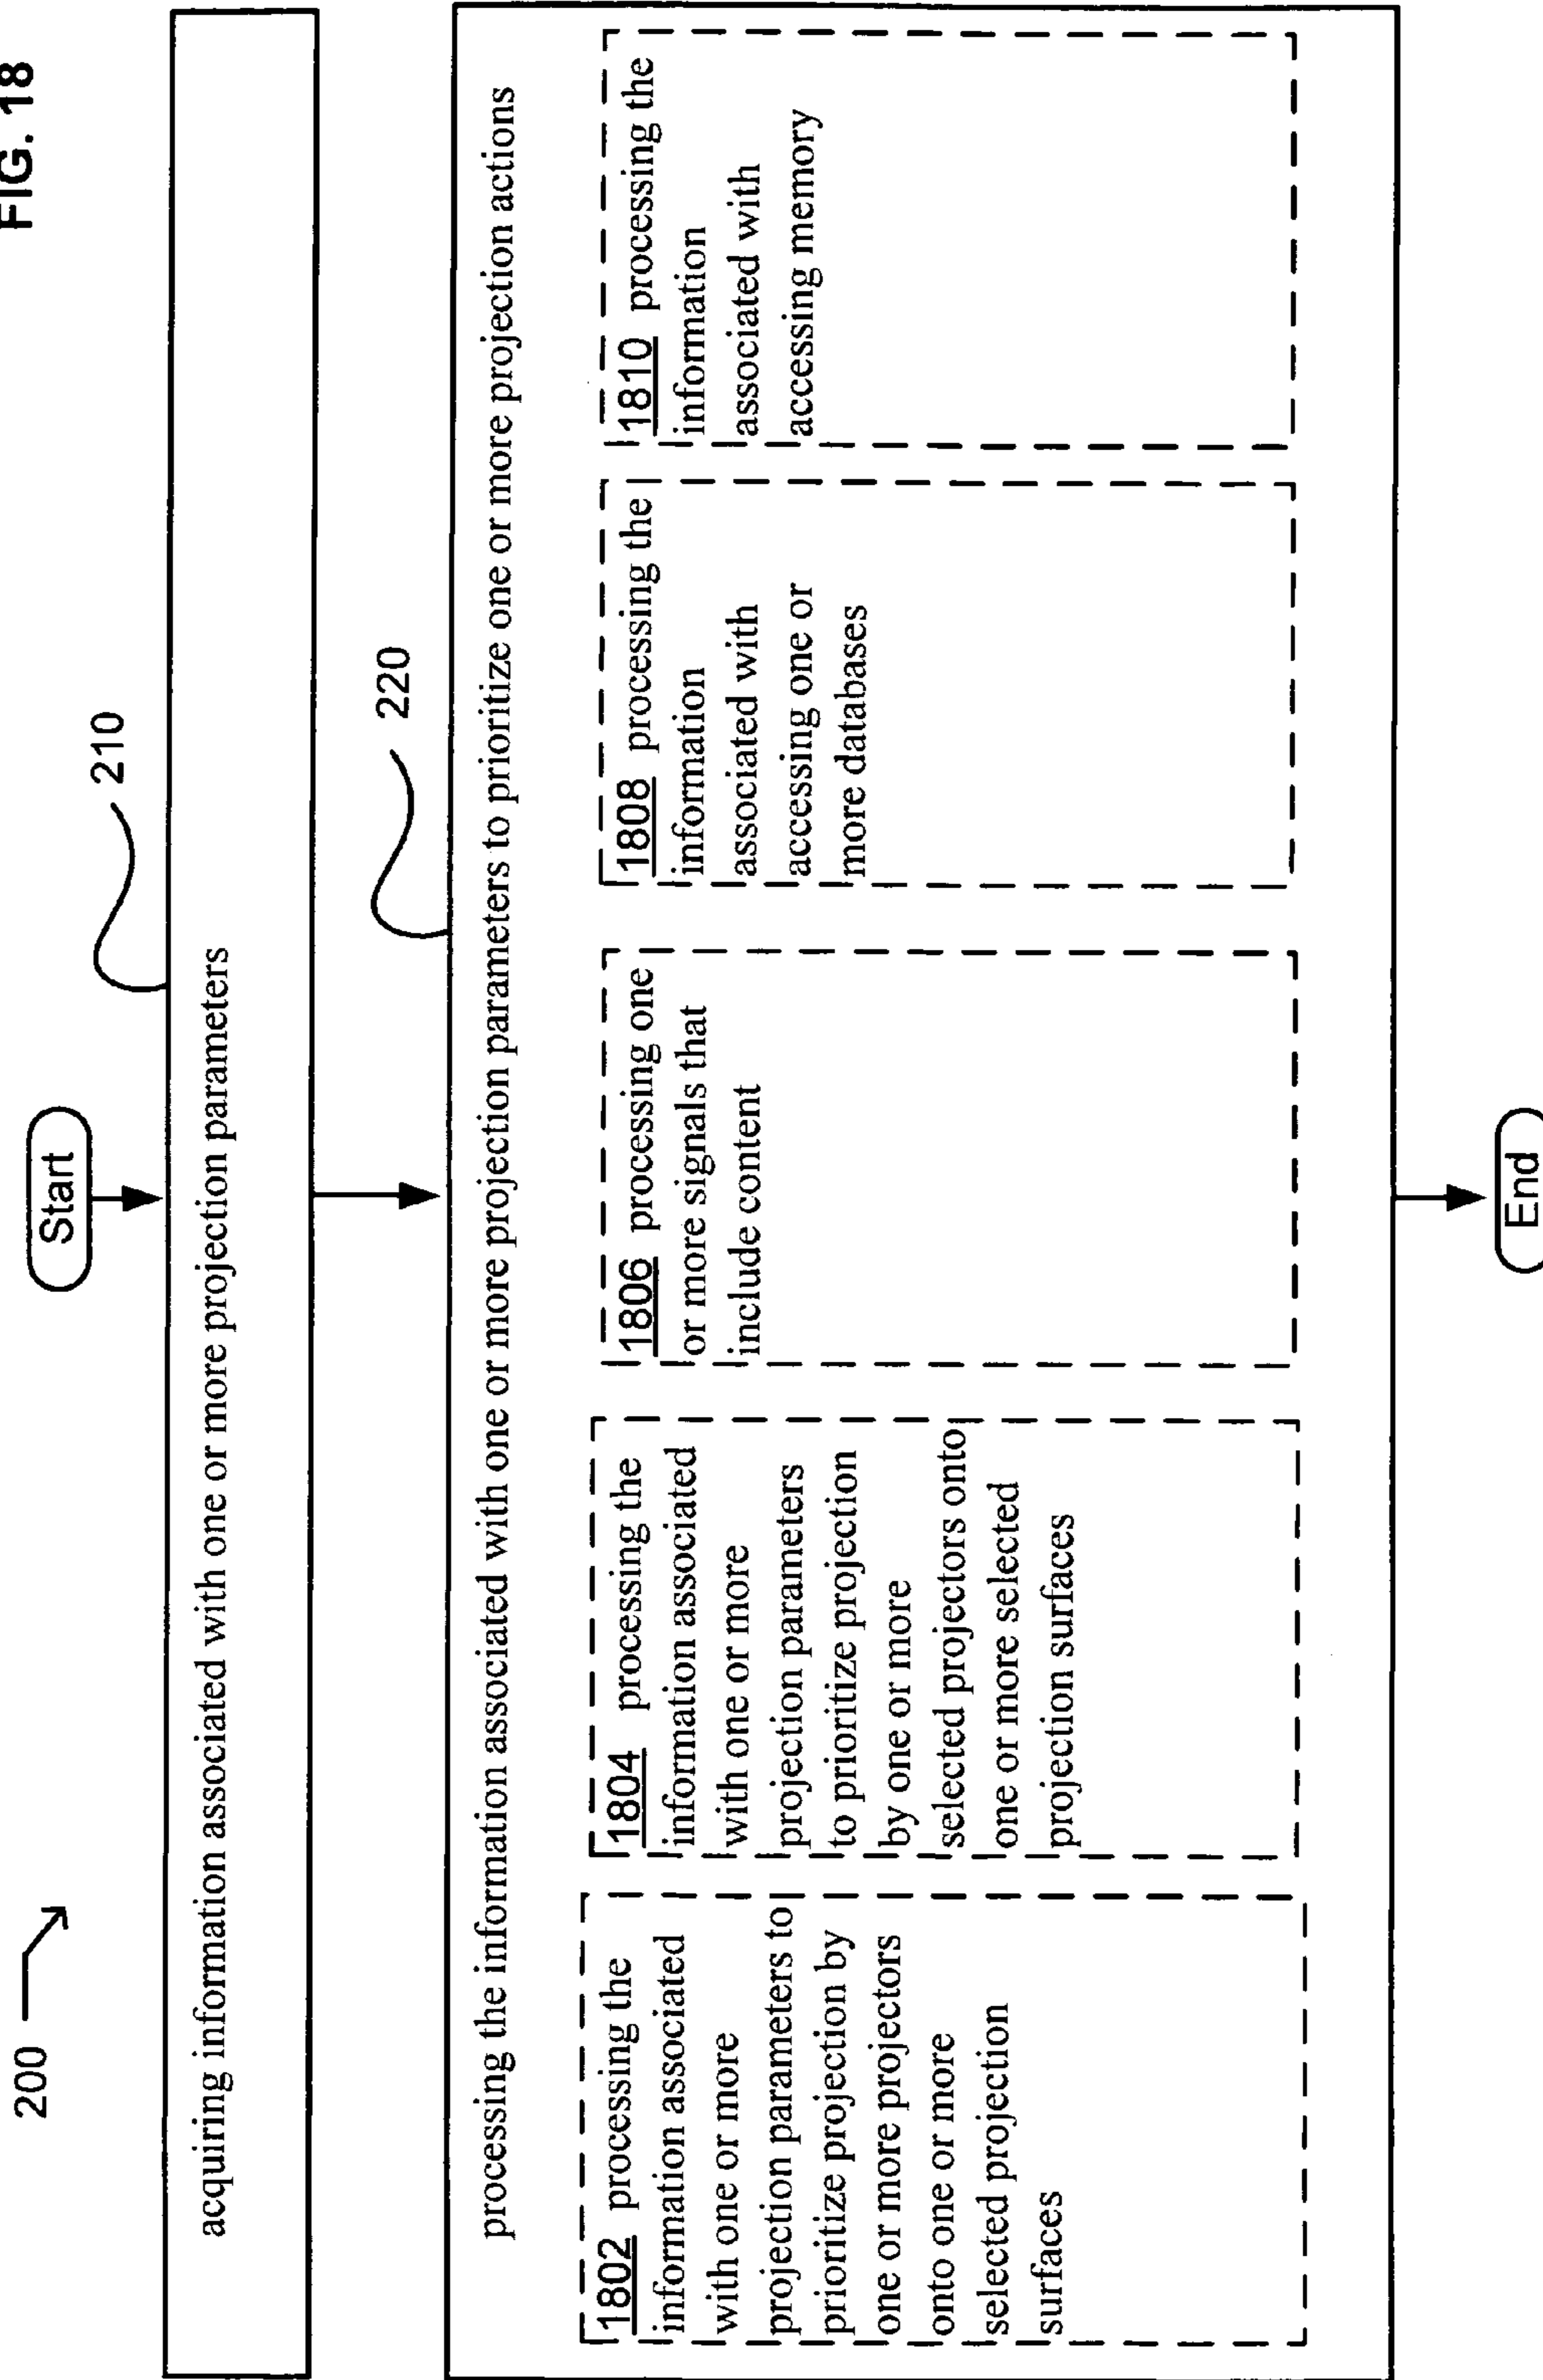 FIG. 18
200
Start
210
acquiring information associated with one or more projection parameters
220
processing the information associated with one or more projection parameters to prioritize one or more projection actions
1802 processing the
information associated
with one or more
projection parameters to
prioritize projection by
one or more projectors
onto one or more
selected projection
surfaces
1804 processing the
information associated
with one or more
projection parameters
to prioritize projection
by one or more
selected projectors onto
one or more selected
projection surfaces
1806 processing one
or more signals that
include content
1808 processing the
information
associated with
accessing one or
more databases
1810 processing the
information
associated with
accessing memory
End